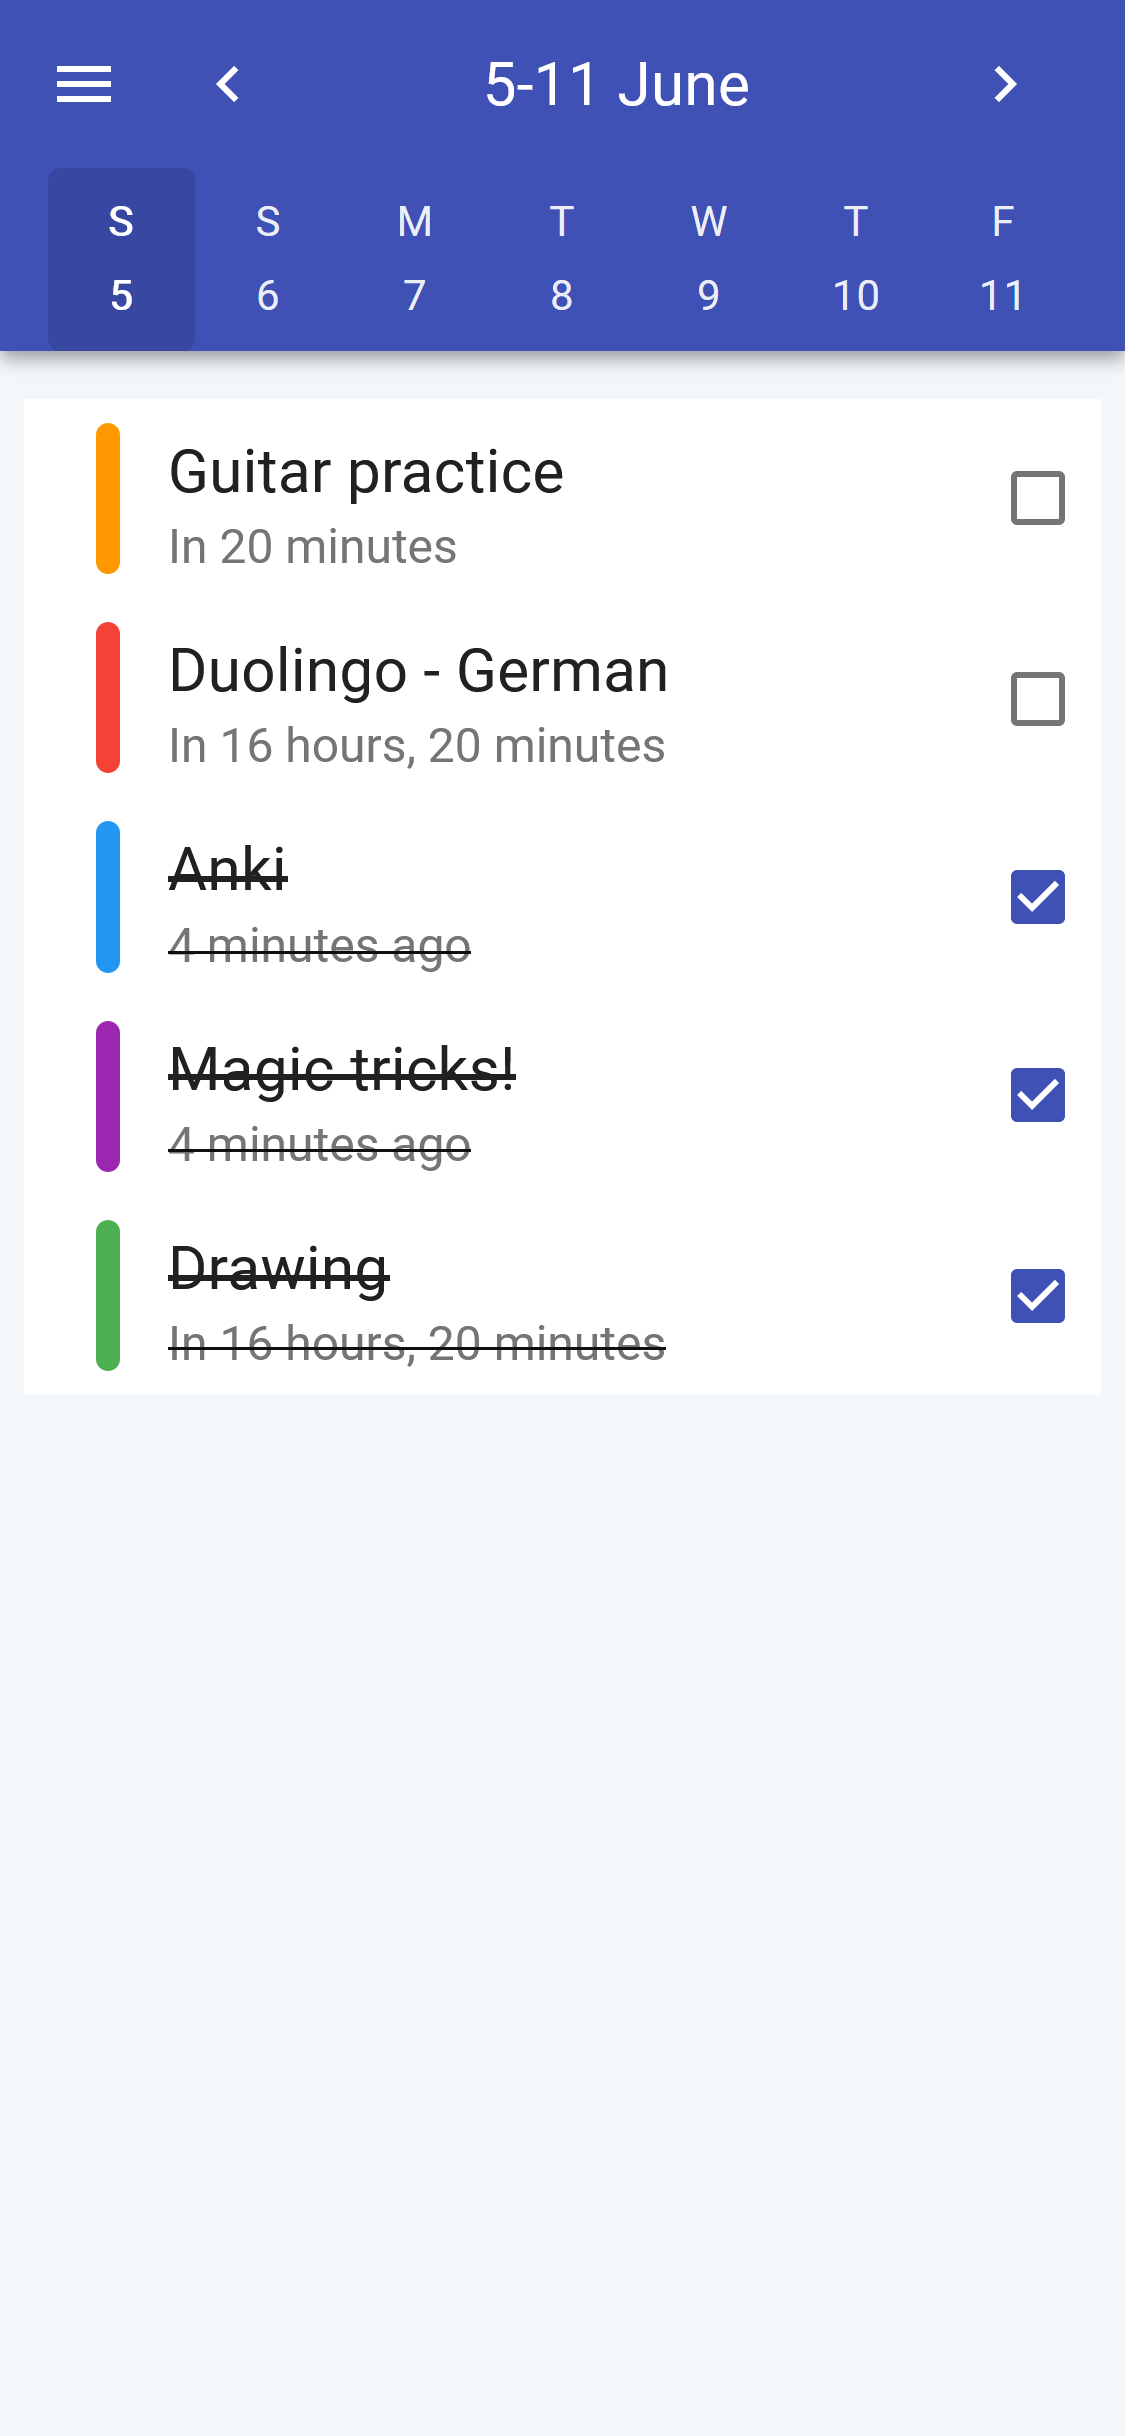 5-11 June
S S M T W T F
5 6 7 8 9 10 11
Guitar practice
In 20 minutes
Duolingo - German
In 16 hours, 20 minutes
Anki
4 minutes ago
Magic tricks!
4 minutes ago
Drawing
In 16 hours, 20 minutes